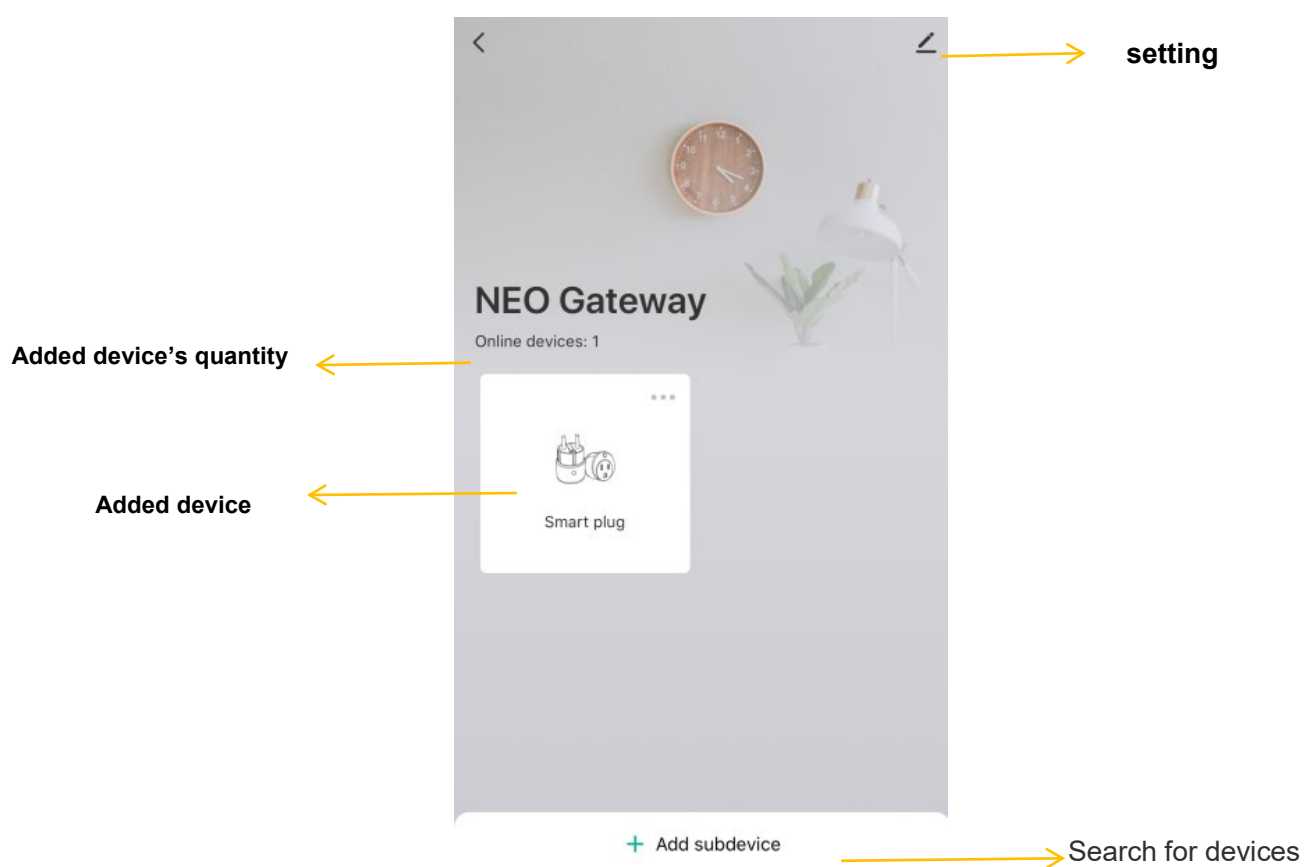 setting
NEO Gateway
Online devices: 1
Added device’s quantity
Added device
Smart plug
+ Add subdevice
Search for devices